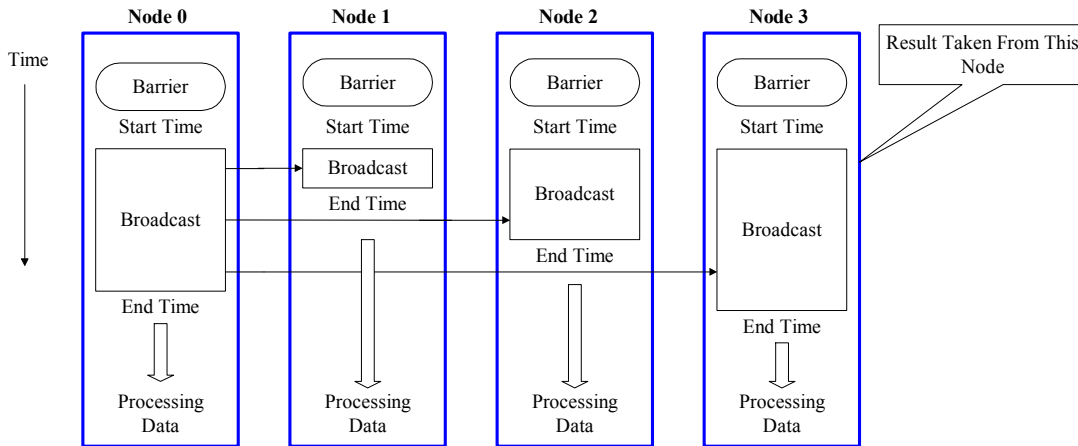 Node 0
Node 1
Node 2
Node 3
Result Taken From This
Node
Time
Barrier
Barrier
Barrier
Barrier
Start Time
Start Time
Start Time
Start Time
Broadcast
Broadcast
Broadcast
Broadcast
End Time
End Time
End Time
End Time
Processing
Data
Processing
Data
Processing
Data
Processing
Data